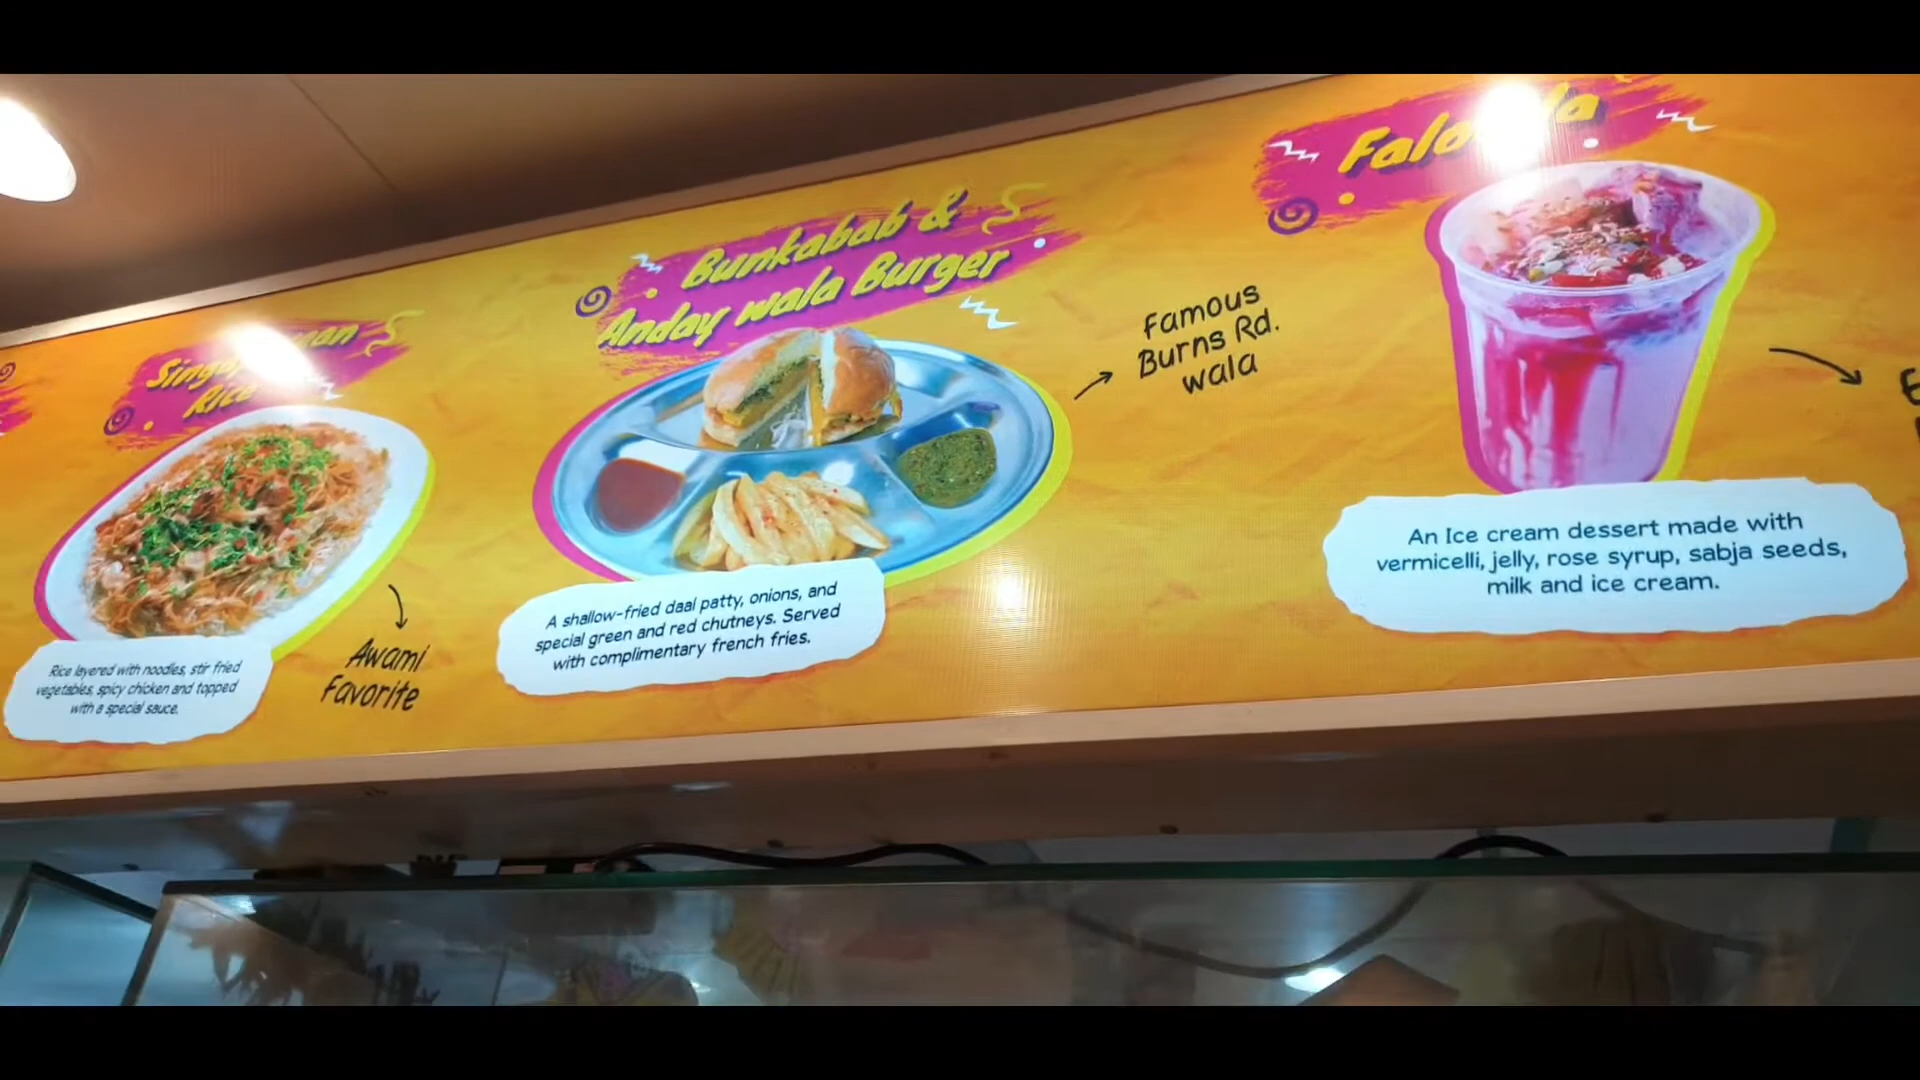 Rice
Rice layered with noodles, stir fried
vegetables, spicy chicken and topped
with a special sauce.
Awami
Favorite
Bunkabab &
Anday wala Burger
Famous
Burns Rd.
wala
A shallow-fried daal patty, onions, and
special green and red chutneys. Served
with complimentary french fries.
An Ice cream dessert made with
vermicelli, jelly, rose syrup, sabja seeds,
milk and ice cream.